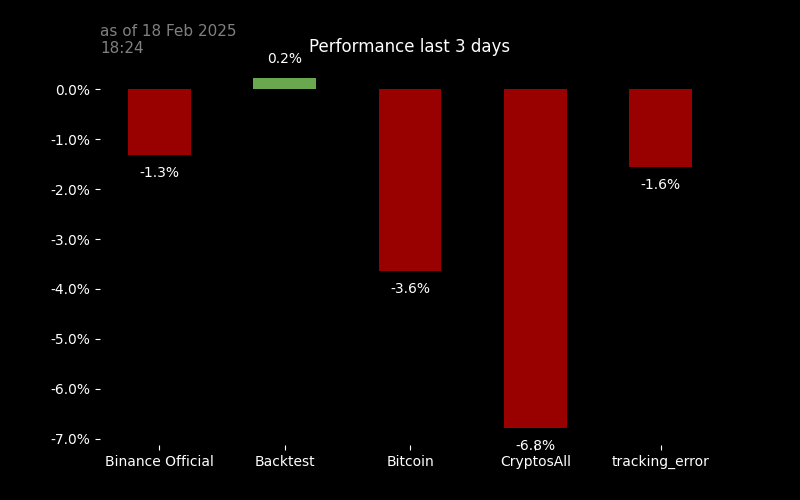 as of 18 Feb 2025
18:24
Performance last 3 days
0.2%
0.0%
-1.0%
-1.3%
-2.0%
-1.6%
-3.0%
-4.0%
-3.6%
-5.0%
-6.0%
-7.0%
-6.8%
Binance Official
Backtest
Bitcoin
CryptosAll
tracking_error